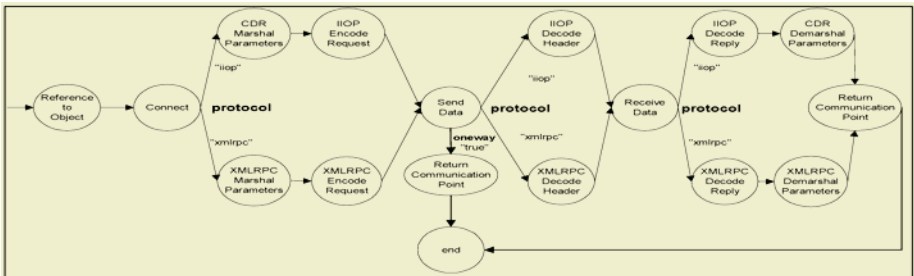 CDR
Marshal
Parameters
IIOP
Encode
Request
IIOP
Decode
Header
IIOP
Decode
Reply
CDR
Demarshal
Parameters
"iiop"
"iiop"
"iiop"
Reference
to
Object
Connect
protocol
Send
Data
protocol
Receive
Data
protocol
Return
Communication
Point
"xmlrpc"
oneway
"true"
"xmlrpc"
"xmlrpc"
XMLRPC
Marshal
Parameters
XMLRPC
Encode
Request
Return
Communication
Point
XMLRPC
Decode
Header
XMLRPC
Decode
Reply
XMLRPC
Demarshal
Parameters
end